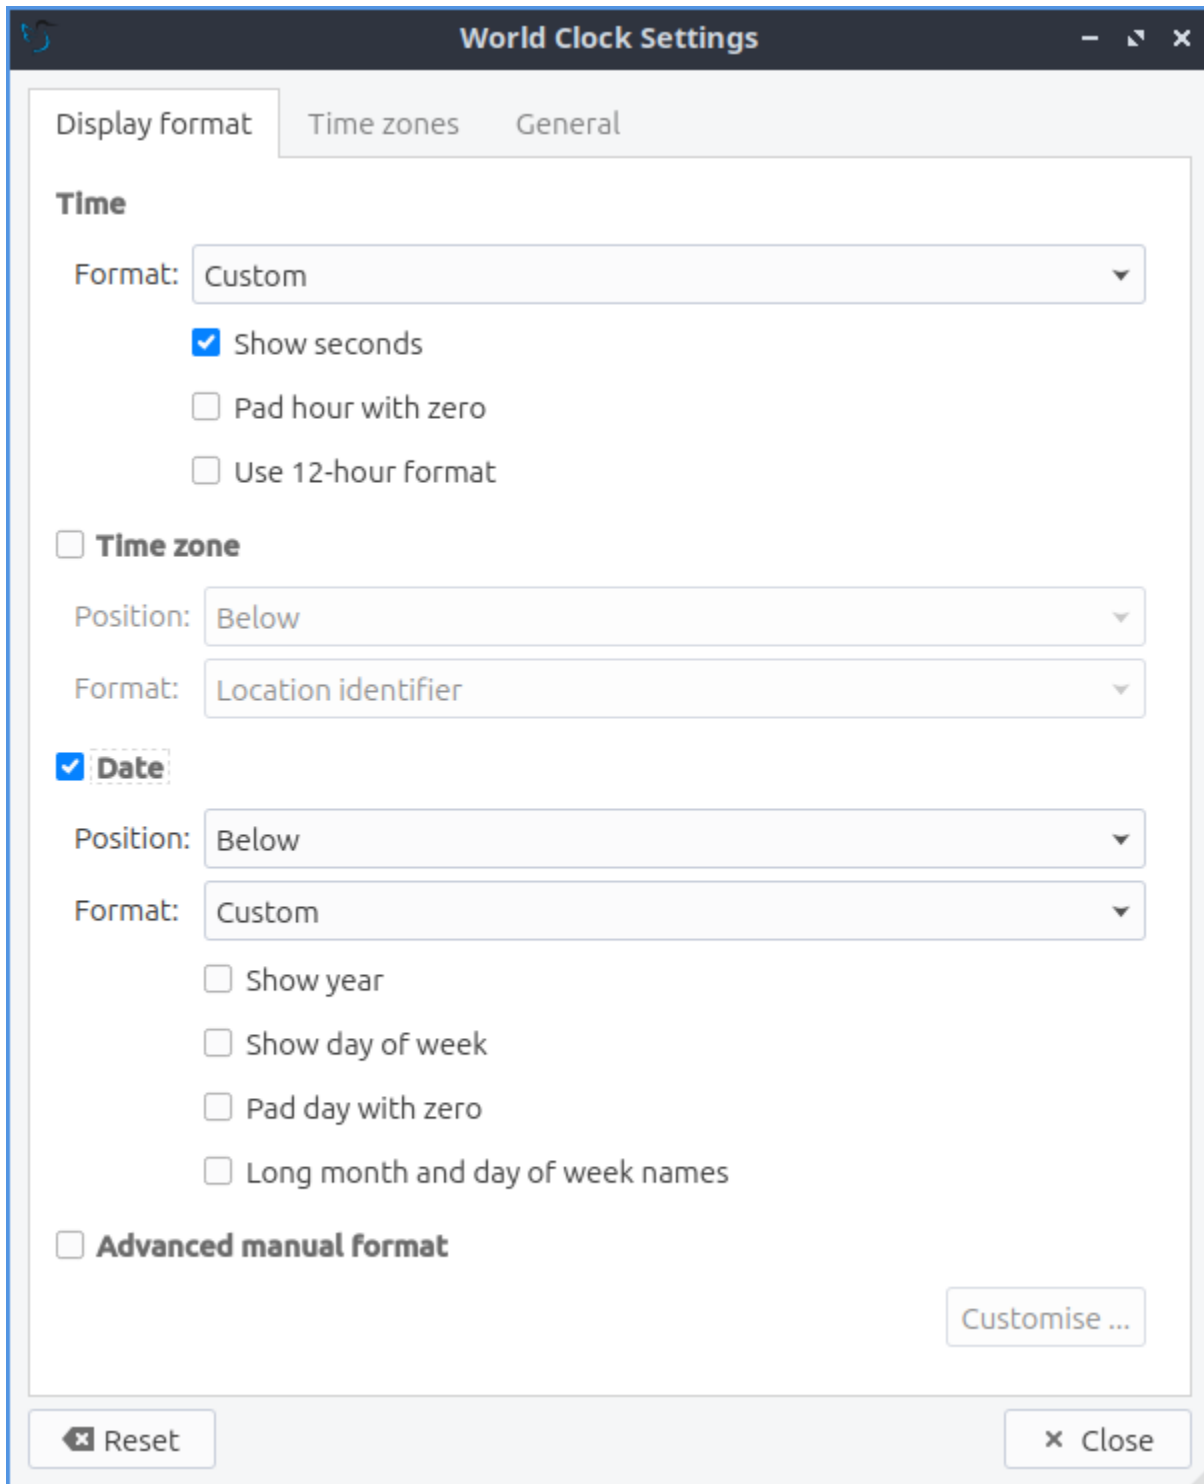 World Clock Settings
Display format Time zones General
Time
Format: Custom
Show seconds
Pad hour with zero
Use 12-hour format
Time zone
Position: Below
Format: Location identifier
Date
Position: Below
Format: Custom
Show year
Show day of week
Pad day with zero
Long month and day of week names
Advanced manual format
Customise ...
Reset Close